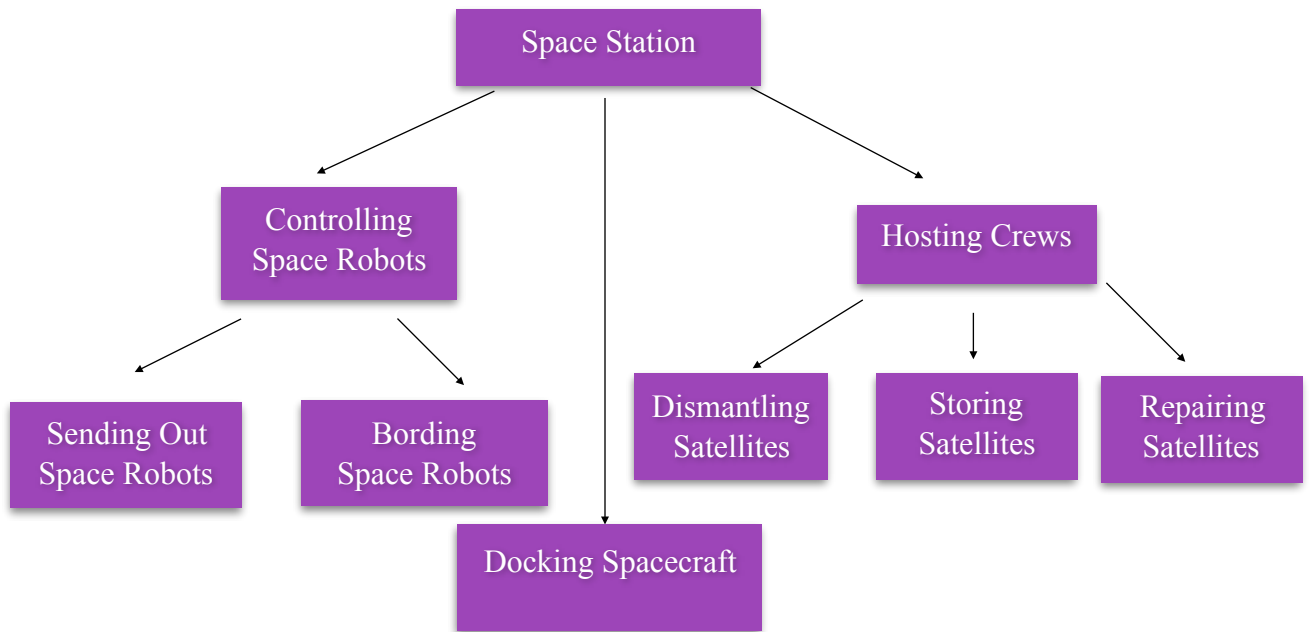 Space Station
Controlling
Space Robots
Hosting Crews
Sending Out
Space Robots
Bording
Space Robots
Dismantling
Satellites
Storing
Satellites
Repairing
Satellites
Docking Spacecraft